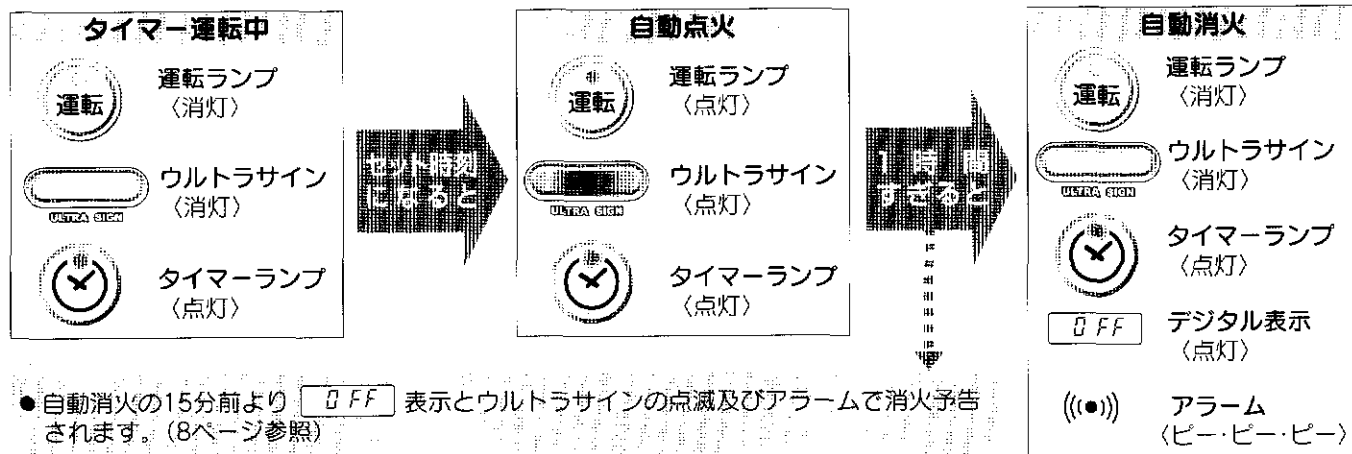 タイマー運転中
運転
運転ランプ
〈消灯〉
ULTRA SIGN
ウルトラサイン
〈消灯〉
タイマーランプ
〈点灯〉
セット時刻
になると
自動点火
運転
運転ランプ
〈点灯〉
ULTRA SIGN
ウルトラサイン
〈点灯〉
タイマーランプ
〈点灯〉
1時間
すぎると
自動消火
運転
運転ランプ
〈消灯〉
ULTRA SIGN
ウルトラサイン
〈消灯〉
タイマーランプ
〈点灯〉
OFF
デジタル表示
〈点灯〉
アラーム
〈ピー・ピー・ピー〉
●自動消火の15分前より OFF 表示とウルトラサインの点滅及びアラームで消火予告
されます。(8ページ参照)